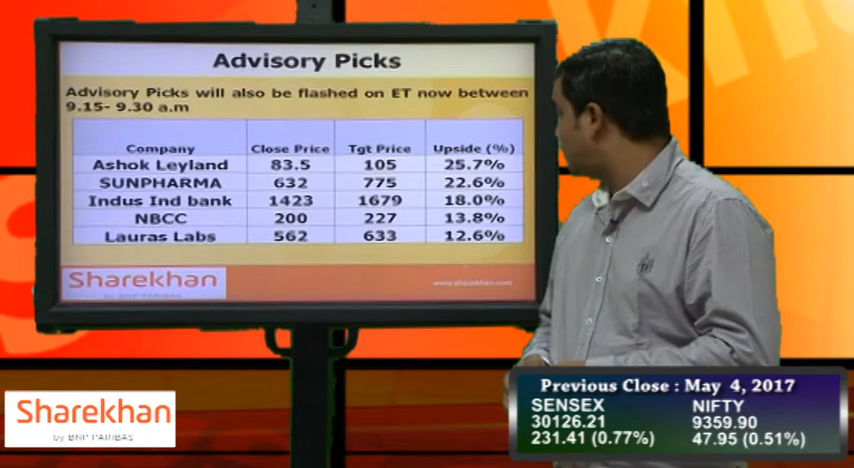 Advisory Picks
Advisory Picks will also be flashed on ET now between
9.15- 9.30 a.m
Company Close Price Tgt Price Upside (%)
Ashok Leyland 83.5 105 25.7%
SUNPHARMA 632 775 22.6%
Indus Ind bank 1423 1679 18.0%
NBCC 200 227 13.8%
Lauras Labs 562 633 12.6%
Sharekhan
by BNP PARIBAS
www.sharekhan.com
Sharekhan
by BNP PARIBAS
Previous Close : May 4, 2017
SENSEX NIFTY
30126.21 9359.90
231.41 (0.77%) 47.95 (0.51%)